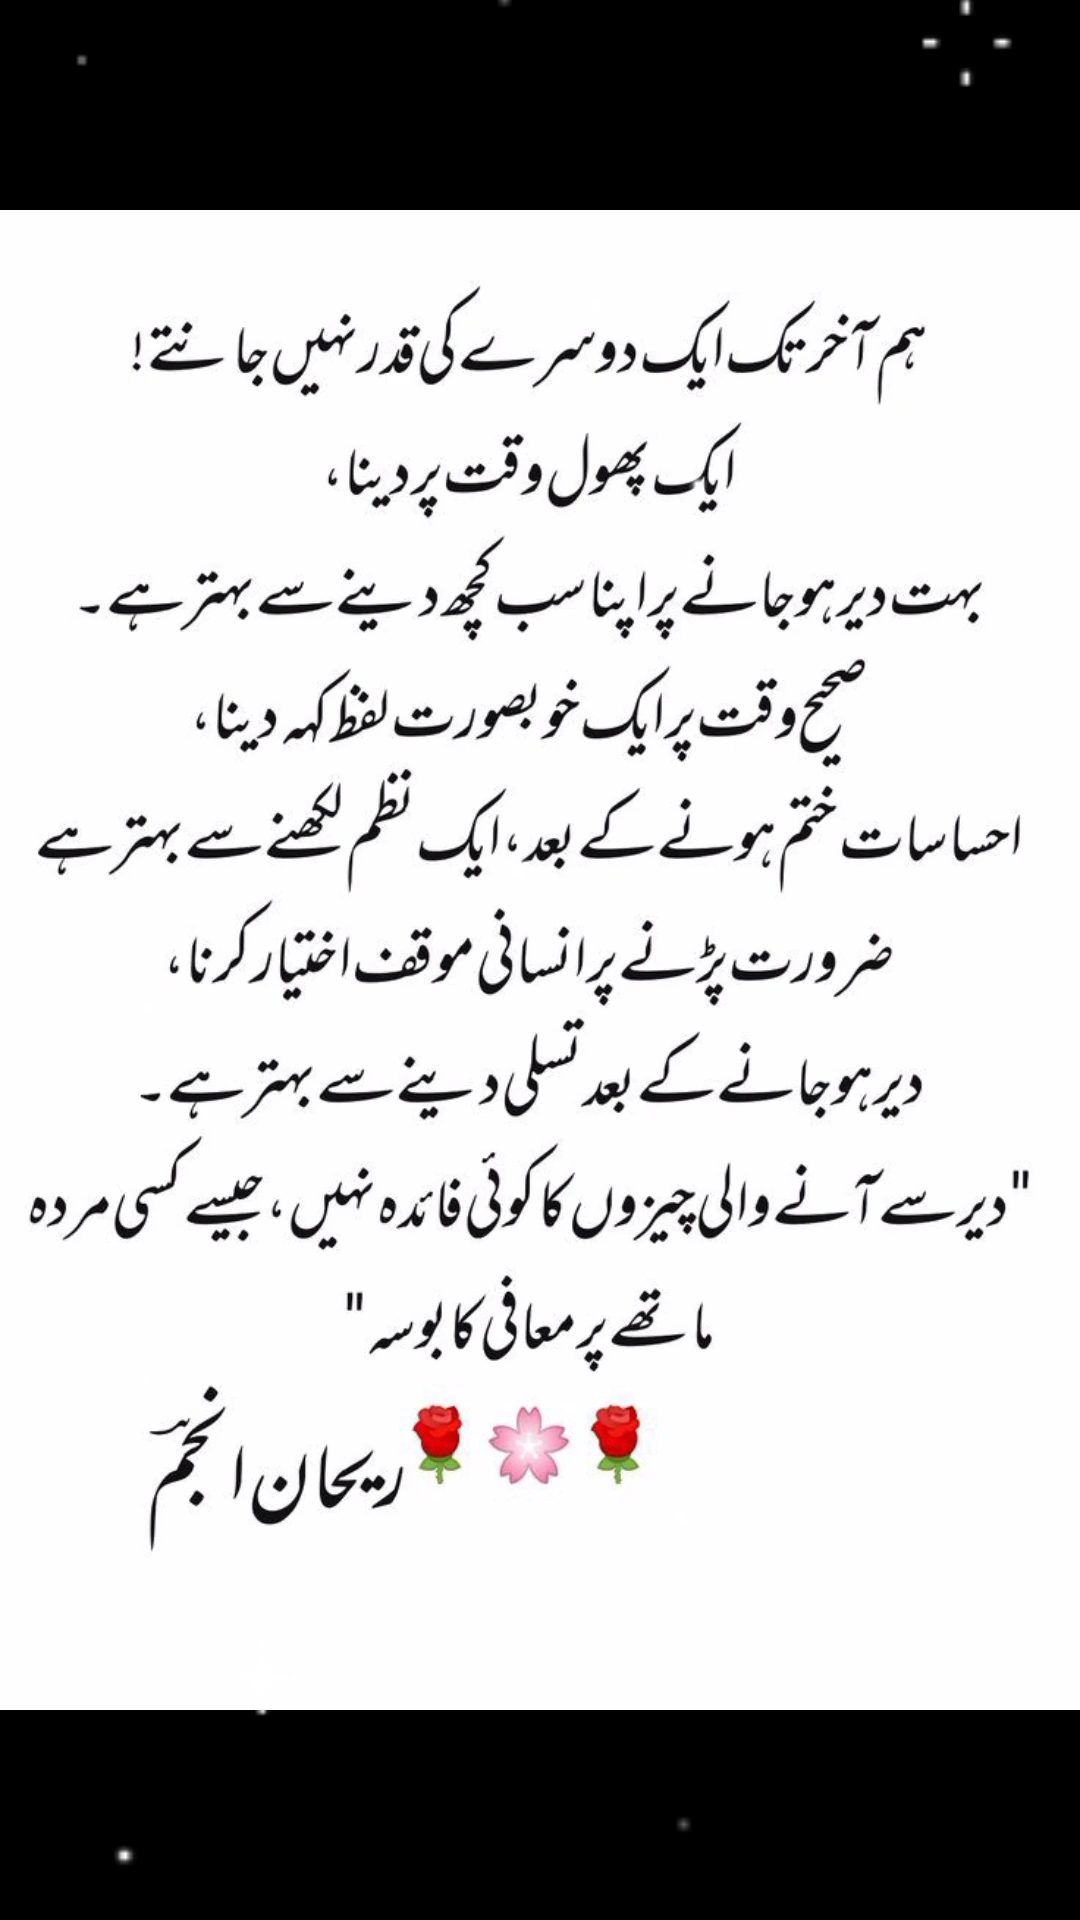 ہم آخر تک ایک دوسرے کی قدر نہیں جانتے!
ایک پھول وقت پر دینا،
بہت دیر ہو جانے پر اپنا سب کچھ دینے سے بہتر ہے۔
صحیح وقت پر ایک خوبصورت لفظ کہہ دینا،
احساسات ختم ہونے کے بعد، ایک نظم لکھنے سے بہتر ہے
ضرورت پڑنے پر انسانی موقف اختیار کرنا،
دیر ہو جانے کے بعد تسلی دینے سے بہتر ہے۔
"دیر سے آنے والی چیزوں کا کوئی فائدہ نہیں، جیسے کسی مردہ
ماتھے پر معافی کا بوسہ"
🌹🌸🌹ریحان انجمؔ